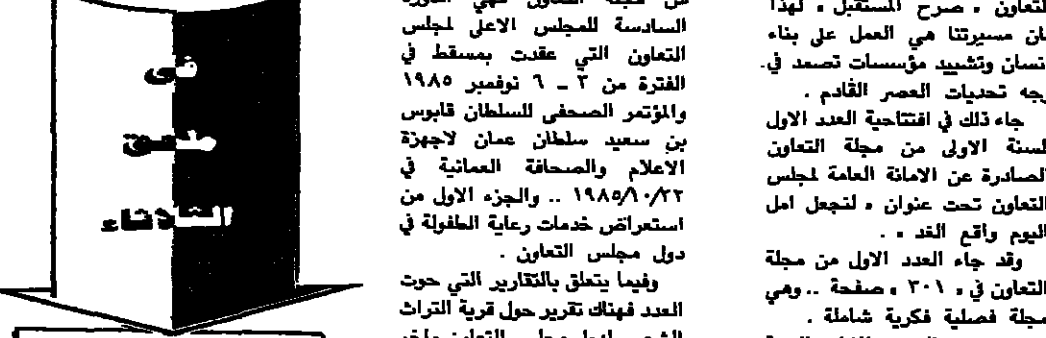 التعاون ، صرح المستقبل ، لهذا
مسيرتنا هي العمل على بناء
وتشييد مؤسسات تصمد في
تحديات العصر القادم .
جاء ذلك في افتتاحية العدد الاول
للسنة الاولى من مجلة التعاون
الصادرة عن الامانة العامة لمجلس
التعاون تحت عنوان « لنجعل امل
اليوم واقع الغد » .
وقد جاء العدد الاول من مجلة
التعاون في « ٣٠١ » صفحة .. وهي
مجلة فصلية فكرية شاملة .
السادسة للمجلس الاعلى لمجلس
التعاون التي عقدت بمسقط في
الفترة من ٣ ـ ٦ نوفمبر ١٩٨٥
والمؤتمر الصحفي للسلطان قابوس
بن سعيد سلطان عمان لاجهزة
الاعلام والصحافة العمانية في
١٩٨٥/١٠/٢٢ .. والجزء الاول من
استعراض خدمات رعاية الطفولة في
دول مجلس التعاون .
وفيما يتعلق بالتقارير التي حوت
العدد فهناك تقرير حول قرية التراث
فى
ملحق
الثلاثاء